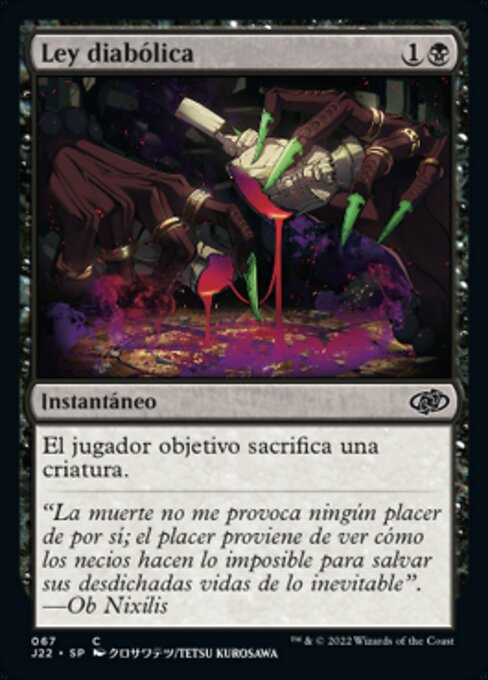 Ley diabólica 1
Instantáneo
El jugador objetivo sacrifica una
criatura.
“La muerte no me provoca ningún placer
de por sí; el placer proviene de ver cómo
los necios hacen lo imposible para salvar
sus desdichadas vidas de lo inevitable”.
—Ob Nixilis
067 C
J22 • SP クロサワテツ/TETSU KUROSAWA
™ & © 2022 Wizards of the Coast